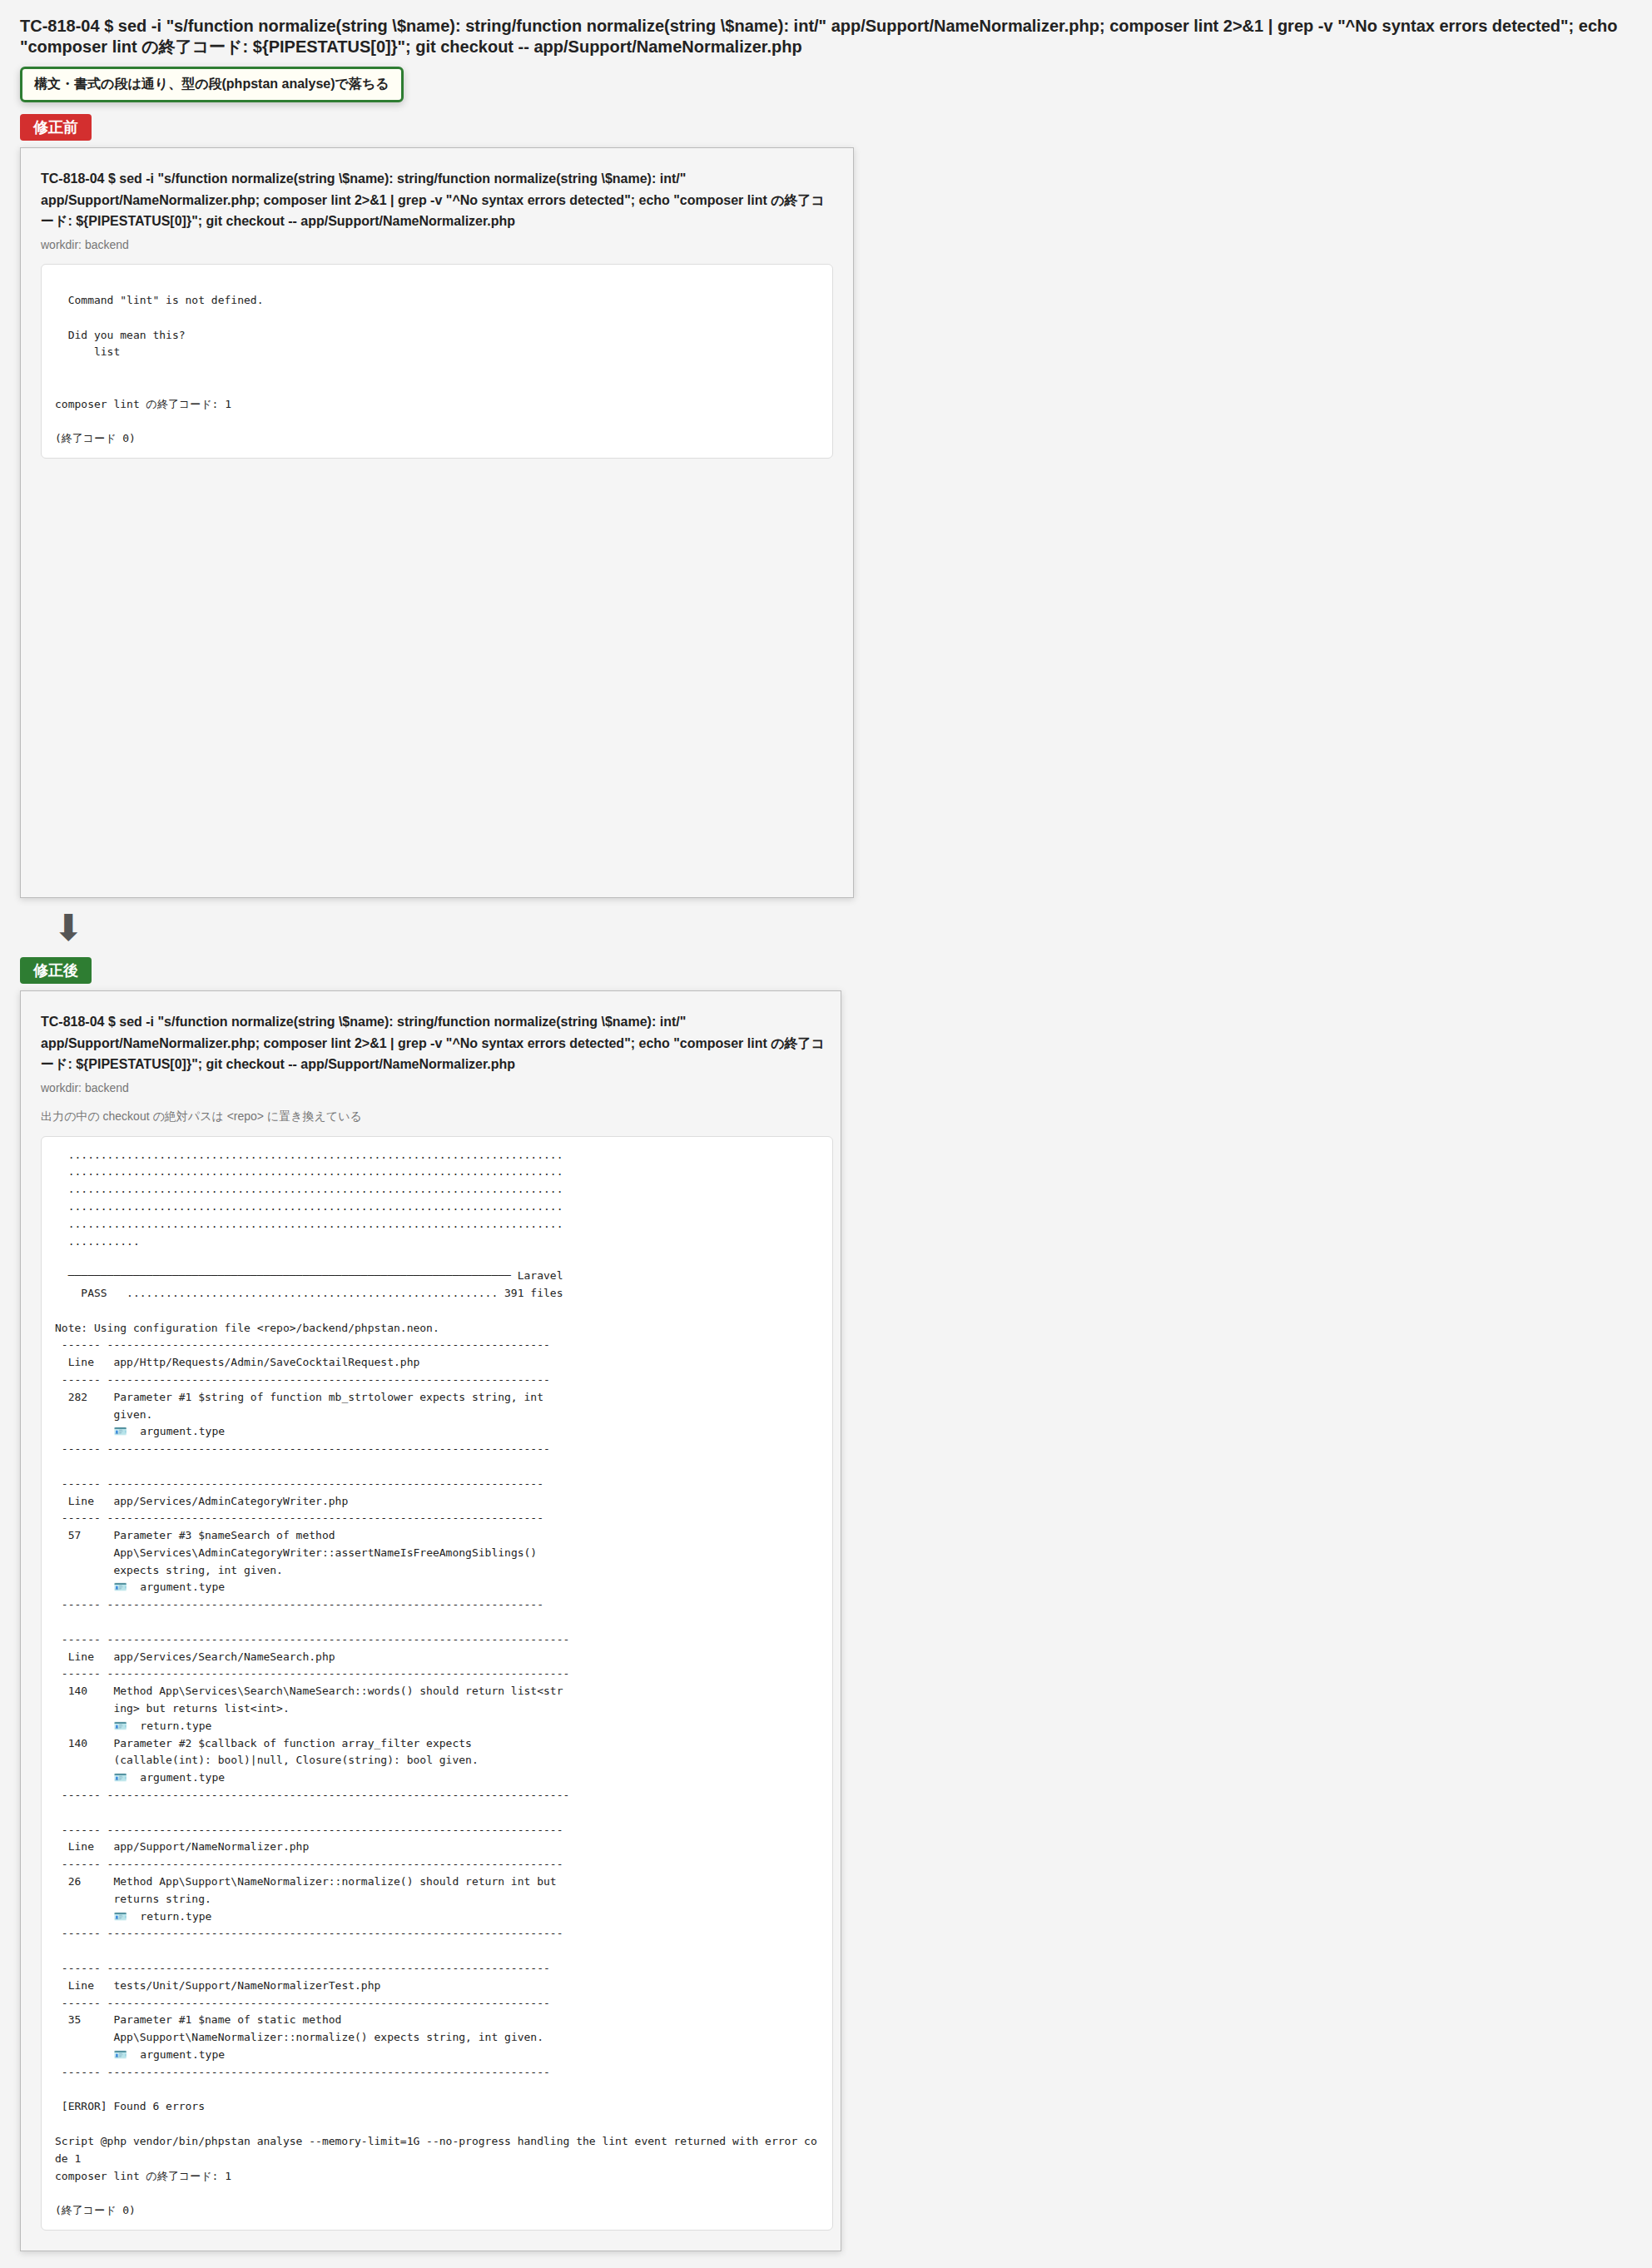 TC-818-04 $ sed -i "s/function normalize(string \$name): string/function normalize(string \$name): int/" app/Support/NameNormalizer.php; composer lint 2>&1 | grep -v "^No syntax errors detected"; echo
"composer lint の終了コード: ${PIPESTATUS[0]}"; git checkout -- app/Support/NameNormalizer.php
構文・書式の段は通り、型の段(phpstan analyse)で落ちる
修正前
TC-818-04 $ sed -i "s/function normalize(string \$name): string/function normalize(string \$name): int/"
app/Support/NameNormalizer.php; composer lint 2>&1 | grep -v "^No syntax errors detected"; echo "composer lint の終了コ
ード: ${PIPESTATUS[0]}"; git checkout -- app/Support/NameNormalizer.php
workdir: backend
Command "lint" is not defined.
Did you mean this?
list
composer lint の終了コード: 1
(終了コード 0)
⬇
修正後
TC-818-04 $ sed -i "s/function normalize(string \$name): string/function normalize(string \$name): int/"
app/Support/NameNormalizer.php; composer lint 2>&1 | grep -v "^No syntax errors detected"; echo "composer lint の終了コ
ード: ${PIPESTATUS[0]}"; git checkout -- app/Support/NameNormalizer.php
workdir: backend
出力の中の checkout の絶対パスは <repo> に置き換えている
............................................................................
............................................................................
............................................................................
............................................................................
............................................................................
...........
──────────────────────────────────────────────────────────────────── Laravel
PASS   ......................................................... 391 files
Note: Using configuration file <repo>/backend/phpstan.neon.
------ --------------------------------------------------------------------
Line   app/Http/Requests/Admin/SaveCocktailRequest.php
------ --------------------------------------------------------------------
282    Parameter #1 $string of function mb_strtolower expects string, int
given.
🪪  argument.type
------ --------------------------------------------------------------------
------ -------------------------------------------------------------------
Line   app/Services/AdminCategoryWriter.php
------ -------------------------------------------------------------------
57     Parameter #3 $nameSearch of method
App\Services\AdminCategoryWriter::assertNameIsFreeAmongSiblings()
expects string, int given.
🪪  argument.type
------ -------------------------------------------------------------------
------ -----------------------------------------------------------------------
Line   app/Services/Search/NameSearch.php
------ -----------------------------------------------------------------------
140    Method App\Services\Search\NameSearch::words() should return list<str
ing> but returns list<int>.
🪪  return.type
140    Parameter #2 $callback of function array_filter expects
(callable(int): bool)|null, Closure(string): bool given.
🪪  argument.type
------ -----------------------------------------------------------------------
------ ----------------------------------------------------------------------
Line   app/Support/NameNormalizer.php
------ ----------------------------------------------------------------------
26     Method App\Support\NameNormalizer::normalize() should return int but
returns string.
🪪  return.type
------ ----------------------------------------------------------------------
------ --------------------------------------------------------------------
Line   tests/Unit/Support/NameNormalizerTest.php
------ --------------------------------------------------------------------
35     Parameter #1 $name of static method
App\Support\NameNormalizer::normalize() expects string, int given.
🪪  argument.type
------ --------------------------------------------------------------------
[ERROR] Found 6 errors
Script @php vendor/bin/phpstan analyse --memory-limit=1G --no-progress handling the lint event returned with error co
de 1
composer lint の終了コード: 1
(終了コード 0)